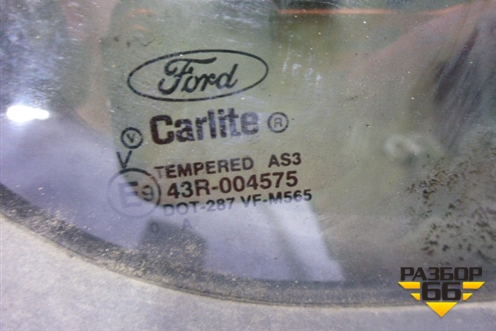 Ford
V Carlite ®
V
TEMPERED AS3
E9 43R-004575
DOT-287 VF-M565
A
РАЗБОР
66